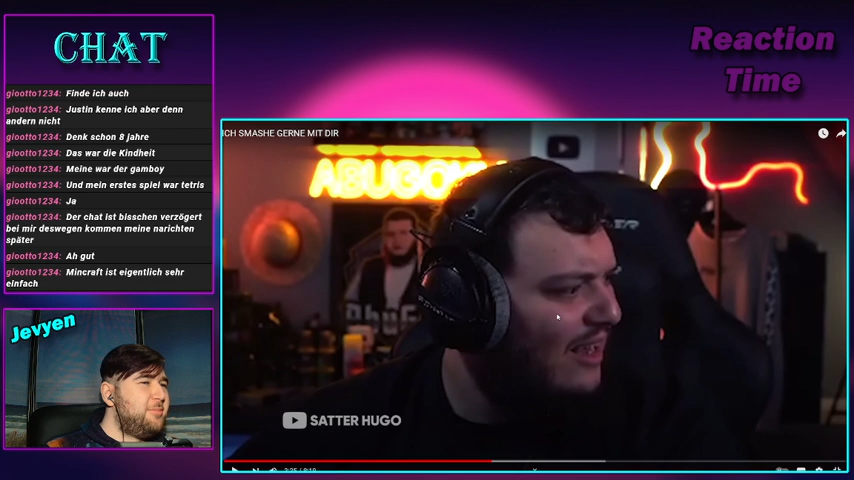 CHAT
Reaction
Time
giootto1234: Finde ich auch
giootto1234: Justin kenne ich aber denn
andern nicht
giootto1234: Denk schon 8 jahre
giootto1234: Das war die Kindheit
giootto1234: Meine war der gamboy
giootto1234: Und mein erstes spiel war tetris
giootto1234: Ja
giootto1234: Der chat ist bisschen verzögert
bei mir deswegen kommen meine narichten
später
giootto1234: Ah gut
giootto1234: Mincraft ist eigentlich sehr
einfach
ICH SMASHE GERNE MIT DIR
Jevyen
SATTER HUGO